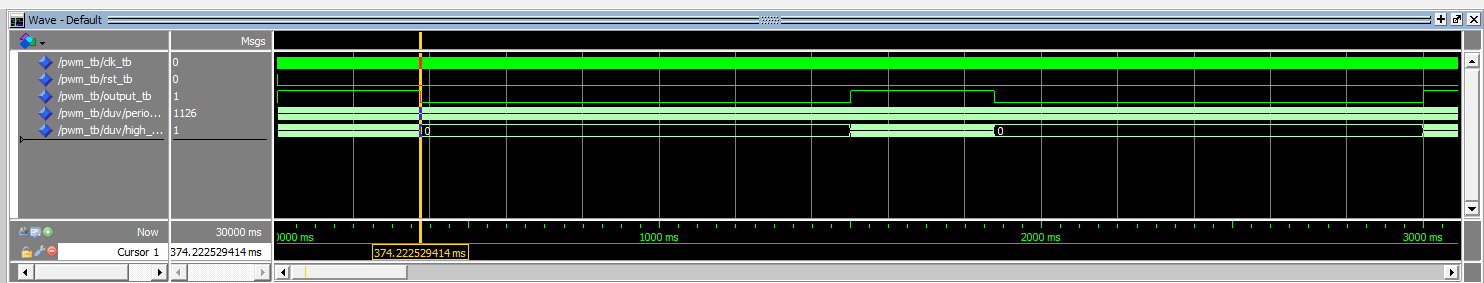 Wave - Default
Msgs
/pwm_tb/clk_tb 0
/pwm_tb/rst_tb 0
/pwm_tb/output_tb 1
/pwm_tb/duv/perio... 1126
/pwm_tb/duv/high_... 1 0 0
Now 30000 ms 0000 ms 1000 ms 2000 ms 3000 ms
Cursor 1 374.222529414 ms 374.222529414 ms